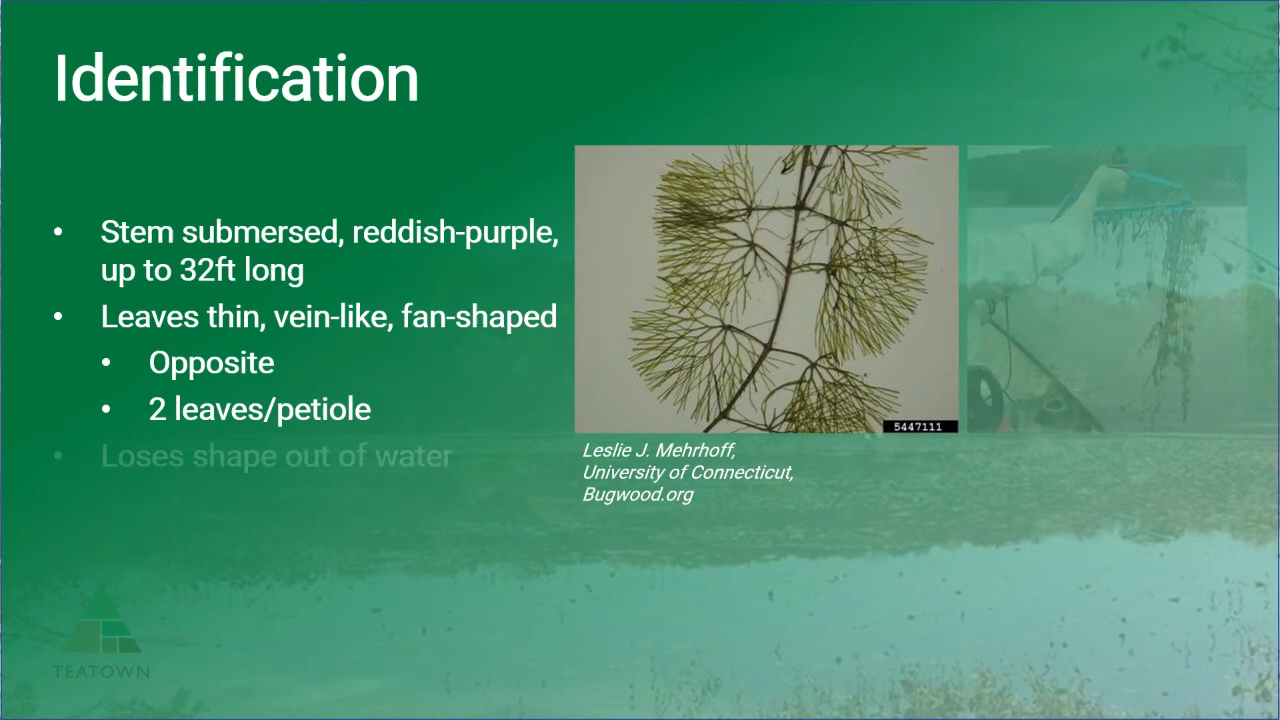 Identification
• Stem submersed, reddish-purple,
up to 32ft long
• Leaves thin, vein-like, fan-shaped
• Opposite
• 2 leaves/petiole
• Loses shape out of water
5447111
Leslie J. Mehrhoff,
University of Connecticut,
Bugwood.org
TEATOWN